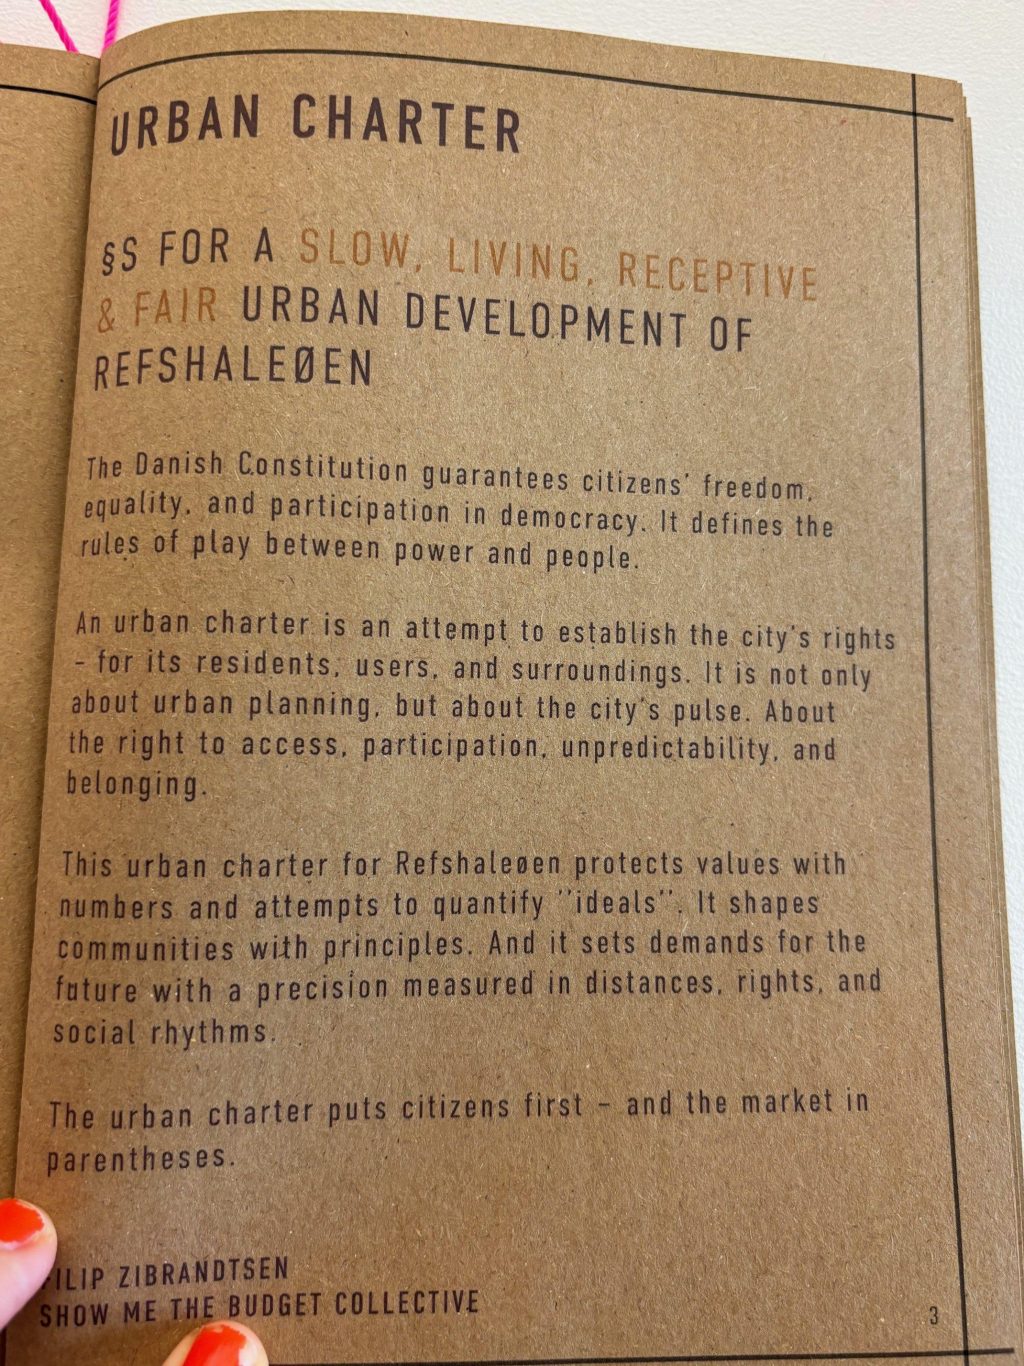 URBAN CHARTER
§S FOR A SLOW, LIVING, RECEPTIVE
& FAIR URBAN DEVELOPMENT OF
REFSHALEØEN
The Danish Constitution guarantees citizens' freedom,
equality, and participation in democracy. It defines the
rules of play between power and people.
An urban charter is an attempt to establish the city's rights
- for its residents, users, and surroundings. It is not only
about urban planning, but about the city's pulse. About
the right to access, participation, unpredictability, and
belonging.
This urban charter for Refshaleøen protects values with
numbers and attempts to quantify ''ideals''. It shapes
communities with principles. And it sets demands for the
future with a precision measured in distances, rights, and
social rhythms.
The urban charter puts citizens first – and the market in
parentheses.
FILIP ZIBRANDTSEN
SHOW ME THE BUDGET COLLECTIVE
3